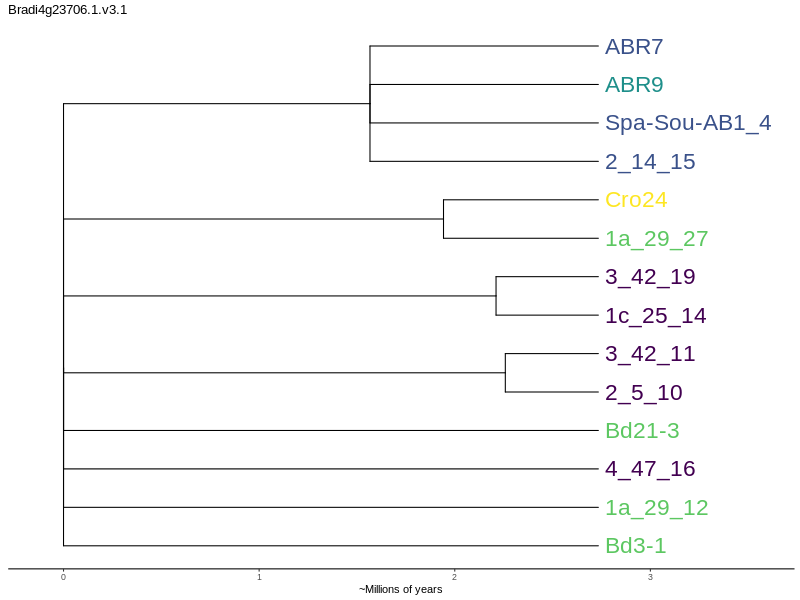 Bradi4g23706.1.v3.1
ABR7
ABR9
Spa-Sou-AB1_4
2_14_15
Cro24
1a_29_27
3_42_19
1c_25_14
3_42_11
2_5_10
Bd21-3
4_47_16
1a_29_12
Bd3-1
0 1 2 3
~Millions of years